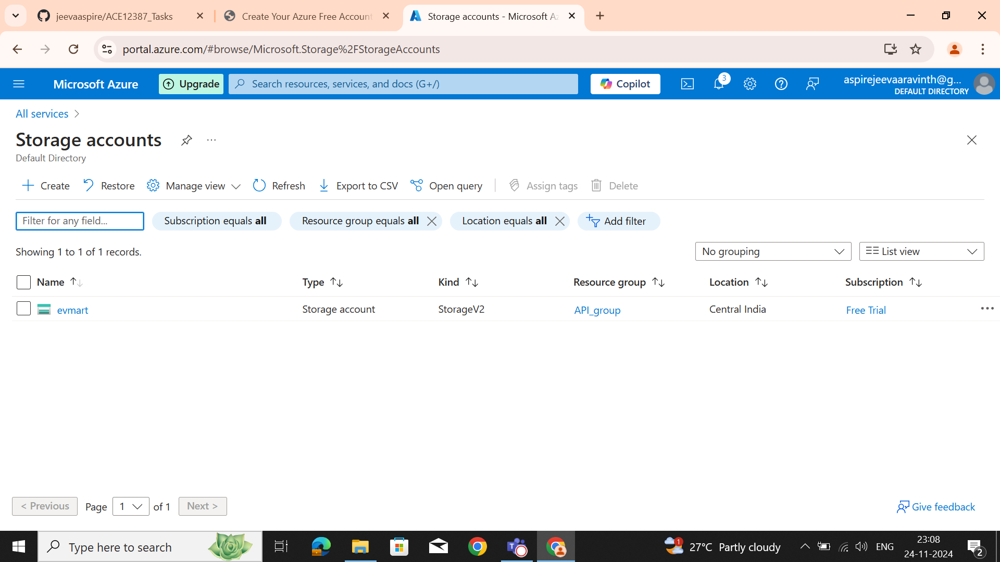 jeevaaspire/ACE12387_Tasks
Create Your Azure Free Account
Storage accounts - Microsoft Az
portal.azure.com/#browse/Microsoft.Storage%2FStorageAccounts
Microsoft Azure
Upgrade
Search resources, services, and docs (G+/)
Copilot
3
aspirejeevaaravinth@g...
DEFAULT DIRECTORY
All services
Storage accounts
Default Directory
Create
Restore
Manage view
Refresh
Export to CSV
Open query
Assign tags
Delete
Filter for any field...
Subscription equals all
Resource group equals all
Location equals all
Add filter
Showing 1 to 1 of 1 records.
No grouping
List view
Name
Type
Kind
Resource group
Location
Subscription
evmart
Storage account
StorageV2
API_group
Central India
Free Trial
< Previous
Page
1
of 1
Next >
Give feedback
Type here to search
1
27°C Partly cloudy
ENG
23:08
24-11-2024
2